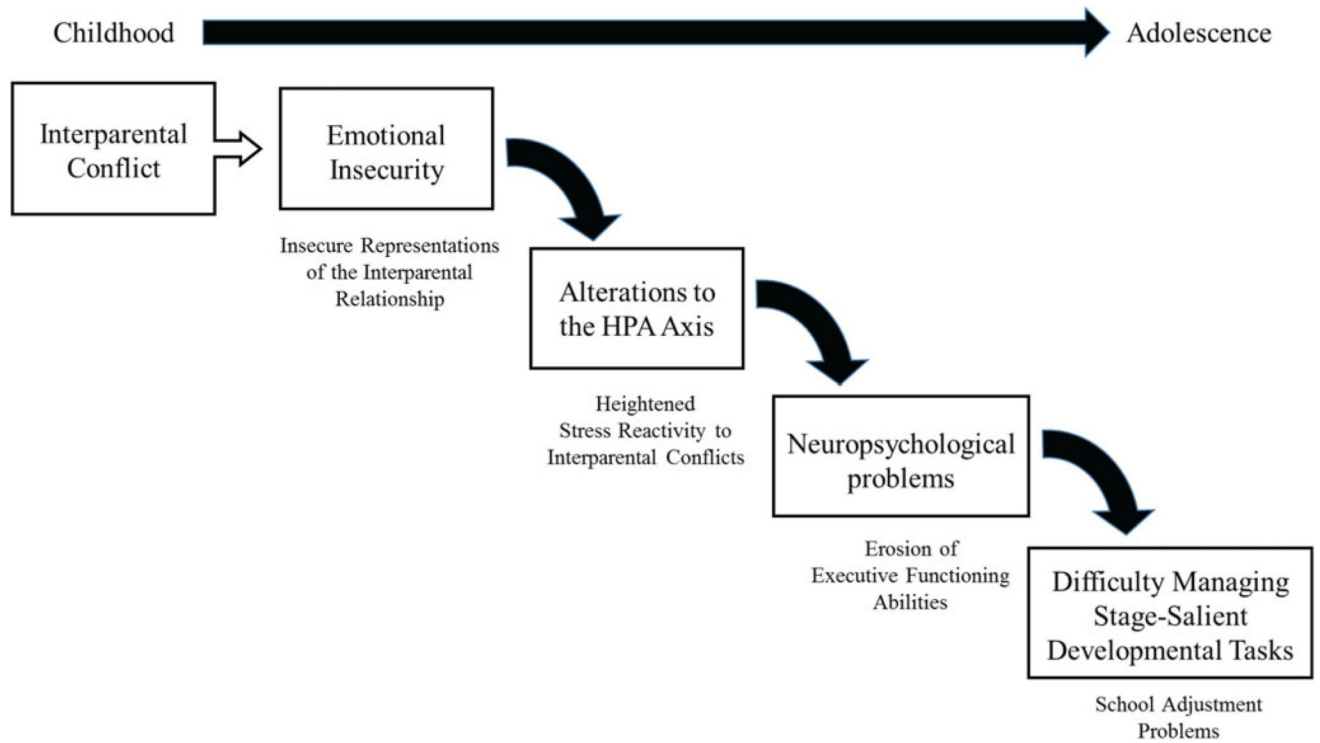 Childhood
Adolescence
Interparental
Conflict
Emotional
Insecurity
Insecure Representations
of the Interparental
Relationship
Alterations to
the HPA Axis
Heightened
Stress Reactivity to
Interparental Conflicts
Neuropsychological
problems
Erosion of
Executive Functioning
Abilities
Difficulty Managing
Stage-Salient
Developmental Tasks
School Adjustment
Problems